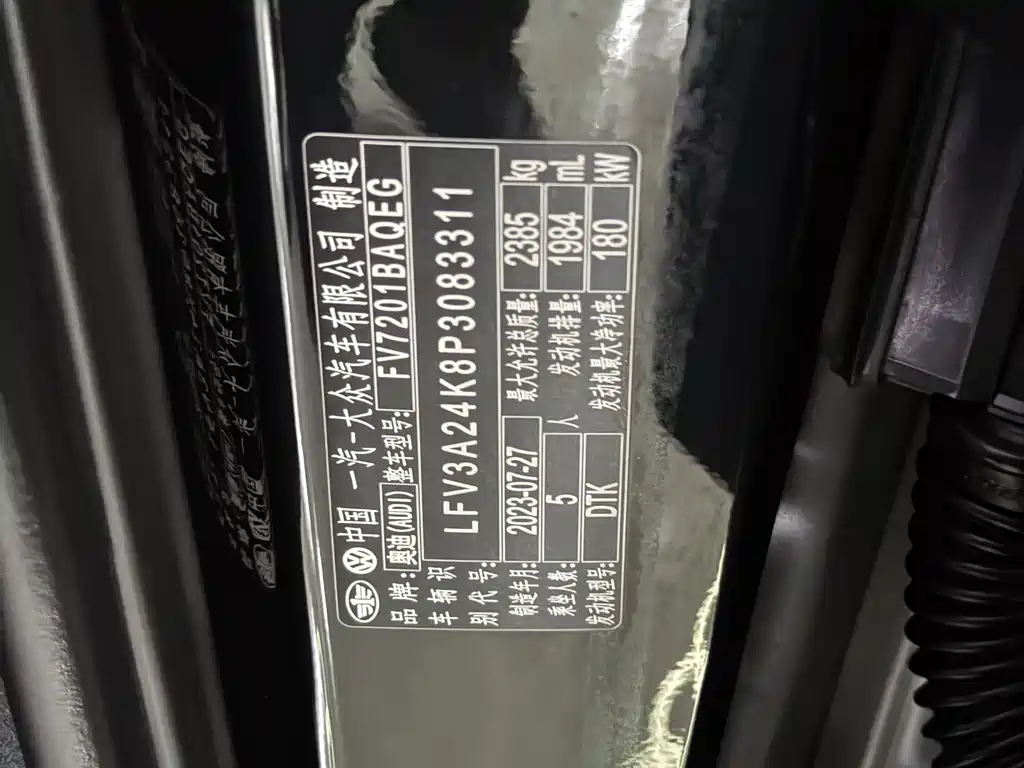 中国 一汽-大众汽车有限公司 制造
品牌: 奥迪(AUDI) 整车型号: FV7201BAQEG
车辆识别代号: LFV3A24K8P3083311
制造年月: 2023-07-27 最大允许总质量: 2385 kg
乘坐人数: 5 人 发动机排量: 1984 mL
发动机型号: DTK 发动机最大净功率: 180 kW